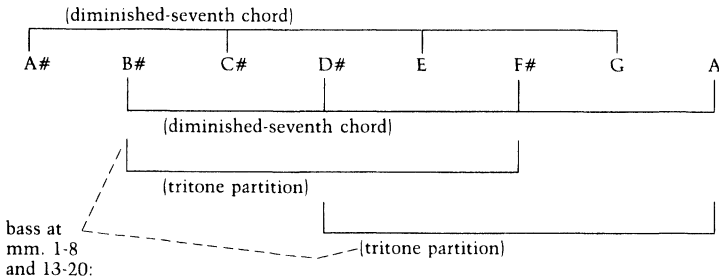 (diminished-seventh chord)
A# B# C# D# E F# G A
(diminished-seventh chord)
(tritone partition)
bass at
mm. 1-8
and 13-20:
(tritone partition)